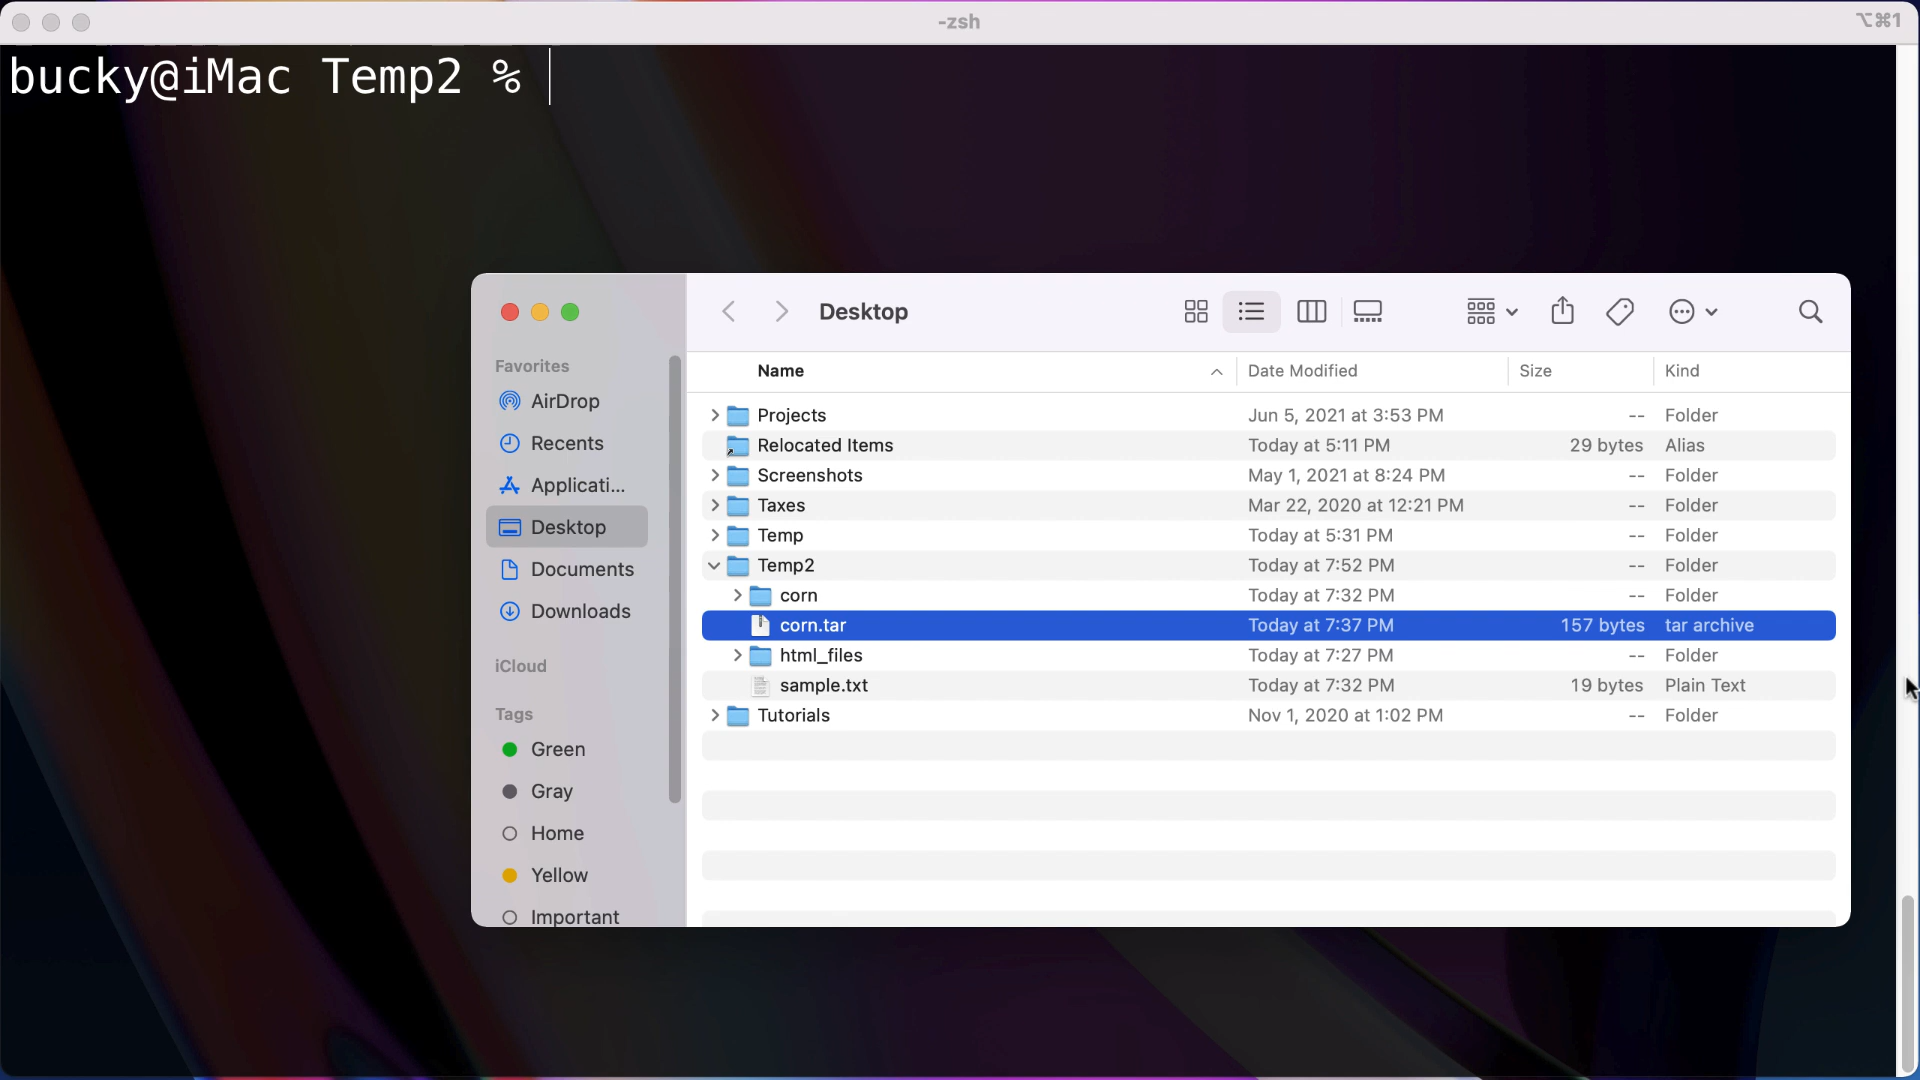 -zsh
⌥⌘1
bucky@iMac Temp2 %
Desktop
Favorites
AirDrop
Recents
Applicati...
Desktop
Documents
Downloads
iCloud
Tags
Green
Gray
Home
Yellow
Important
Name Date Modified Size Kind
Projects Jun 5, 2021 at 3:53 PM -- Folder
Relocated Items Today at 5:11 PM 29 bytes Alias
Screenshots May 1, 2021 at 8:24 PM -- Folder
Taxes Mar 22, 2020 at 12:21 PM -- Folder
Temp Today at 5:31 PM -- Folder
Temp2 Today at 7:52 PM -- Folder
corn Today at 7:32 PM -- Folder
corn.tar Today at 7:37 PM 157 bytes tar archive
html_files Today at 7:27 PM -- Folder
sample.txt Today at 7:32 PM 19 bytes Plain Text
Tutorials Nov 1, 2020 at 1:02 PM -- Folder